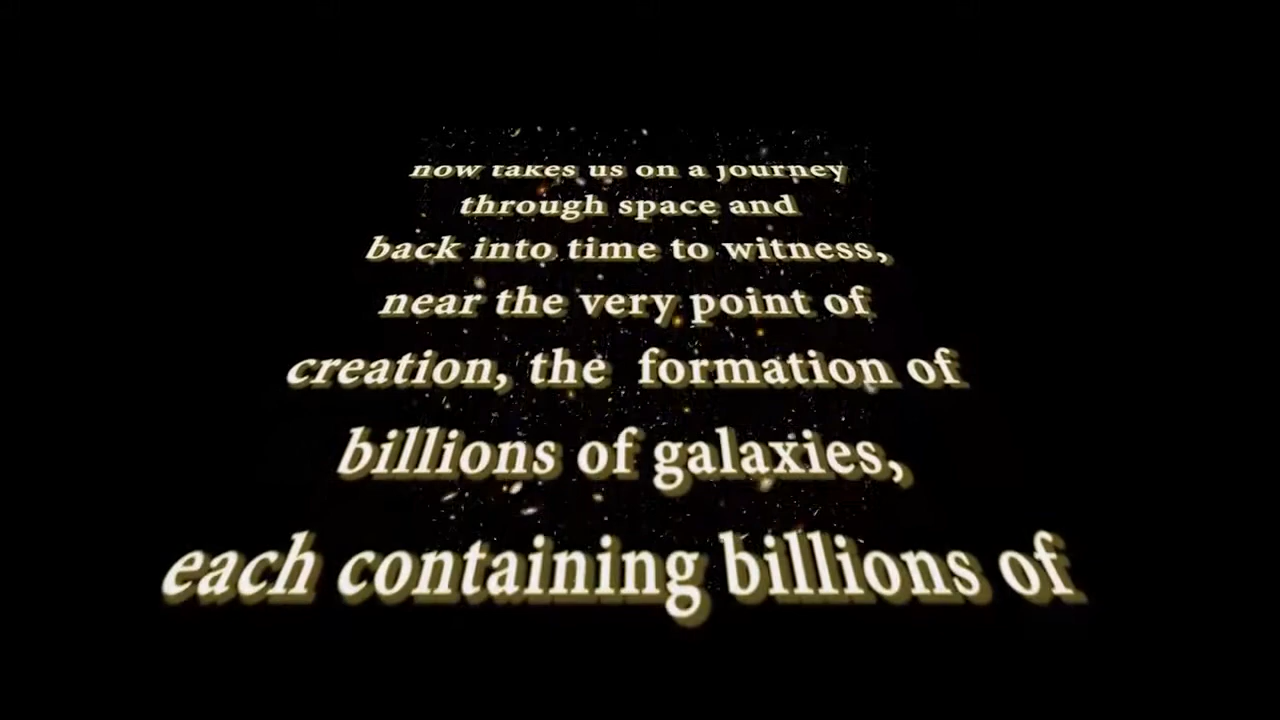 now takes us on a journey
through space and
back into time to witness,
near the very point of
creation, the formation of
billions of galaxies,
each containing billions of